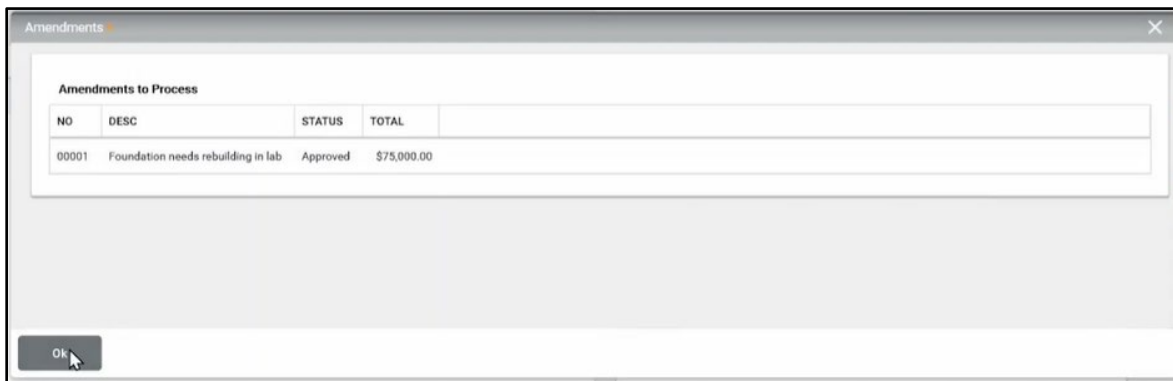 Amendments
Amendments to Process
NO DESC STATUS TOTAL
00001 Foundation needs rebuilding in lab Approved $75,000.00
Ok